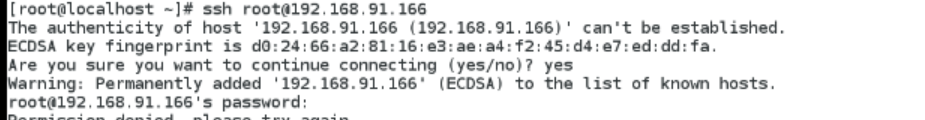 [root@localhost ~]# ssh root@192.168.91.166
The authenticity of host '192.168.91.166 (192.168.91.166)' can't be established.
ECDSA key fingerprint is d0:24:66:a2:81:16:e3:ae:a4:f2:45:d4:e7:ed:dd:fa.
Are you sure you want to continue connecting (yes/no)? yes
Warning: Permanently added '192.168.91.166' (ECDSA) to the list of known hosts.
root@192.168.91.166's password:
Permission denied, please try again.